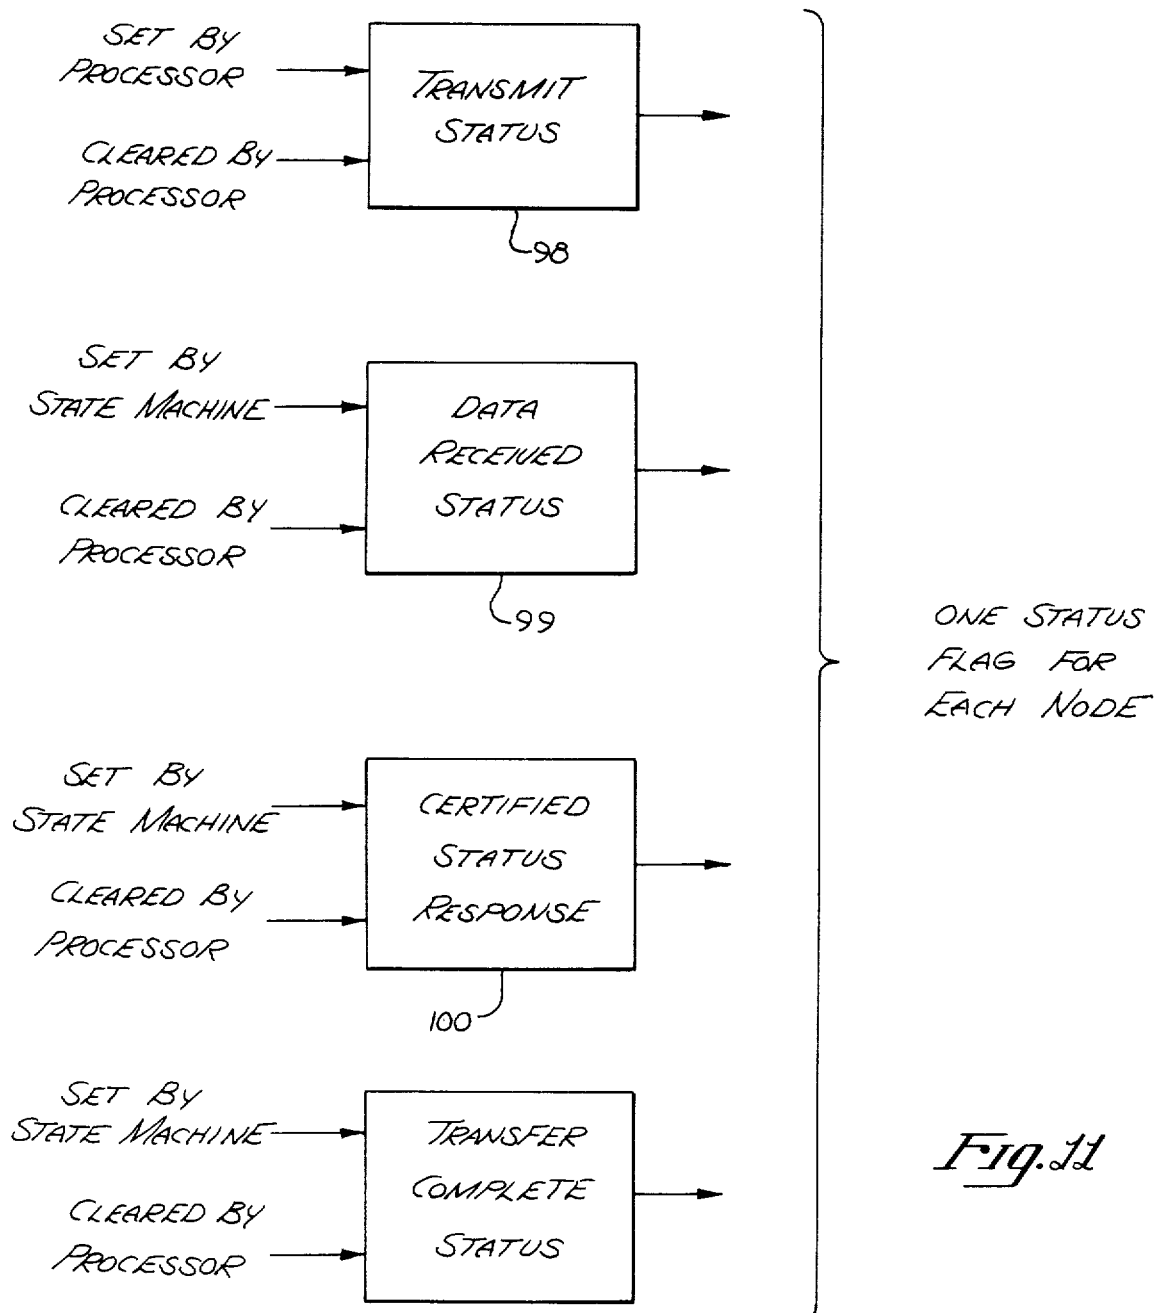 SET BY
PROCESSOR
CLEARED BY
PROCESSOR
TRANSMIT
STATUS
98
SET BY
STATE MACHINE
CLEARED BY
PROCESSOR
DATA
RECEIVED
STATUS
99
ONE STATUS
FLAG FOR
EACH NODE
SET BY
STATE MACHINE
CLEARED BY
PROCESSOR
CERTIFIED
STATUS
RESPONSE
100
SET BY
STATE MACHINE
CLEARED BY
PROCESSOR
TRANSFER
COMPLETE
STATUS
Fig. 11